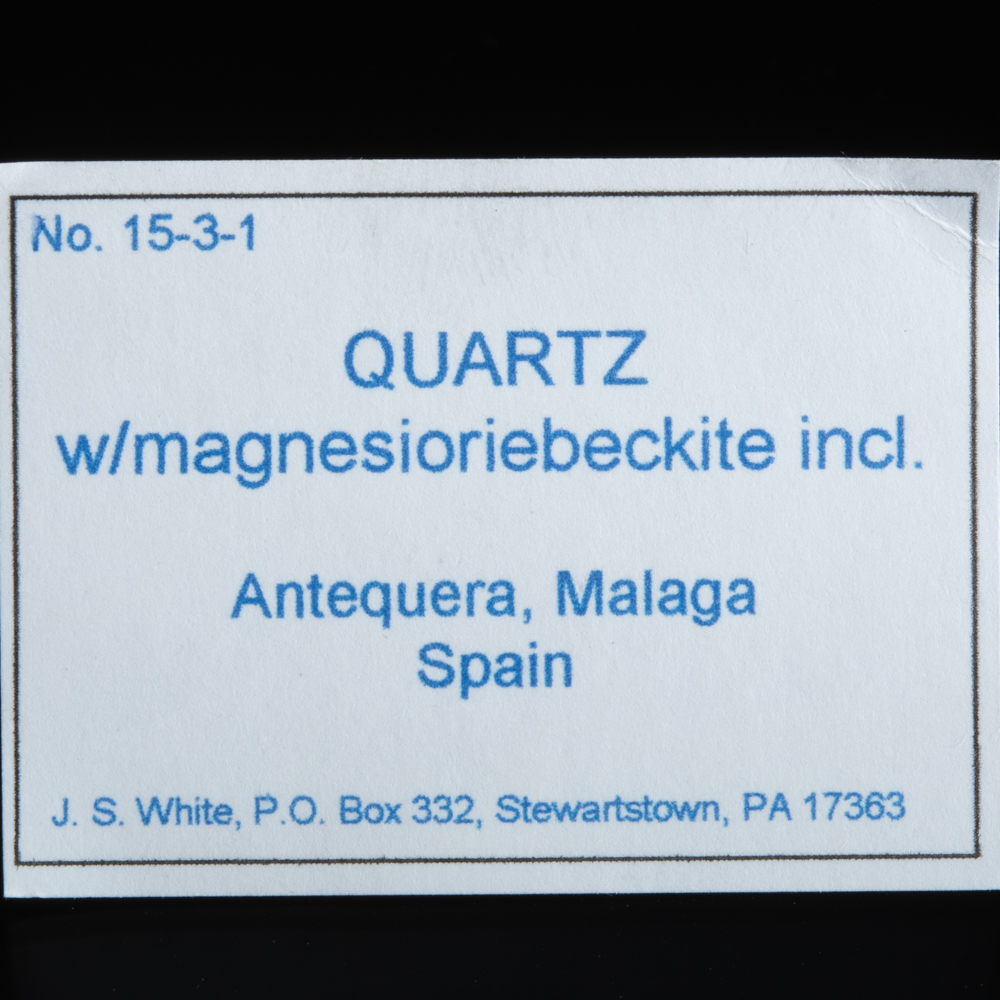 No. 15-3-1
QUARTZ
w/magnesioriebeckite incl.
Antequera, Malaga
Spain
J. S. White, P.O. Box 332, Stewartstown, PA 17363